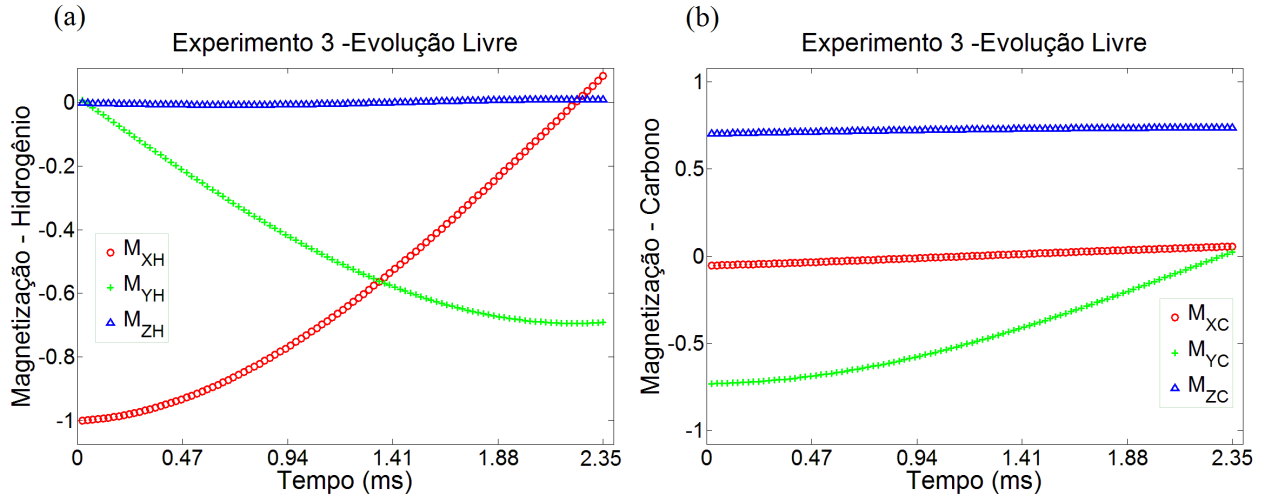 (a)
Experimento 3 -Evolução Livre
Magnetização - Hidrogênio
0
-0.2
-0.4
-0.6
-0.8
-1
M_XH
M_YH
M_ZH
0 0.47 0.94 1.41 1.88 2.35
Tempo (ms)
(b)
Experimento 3 -Evolução Livre
Magnetização - Carbono
1
0.5
0
-0.5
-1
M_XC
M_YC
M_ZC
0 0.47 0.94 1.41 1.88 2.35
Tempo (ms)